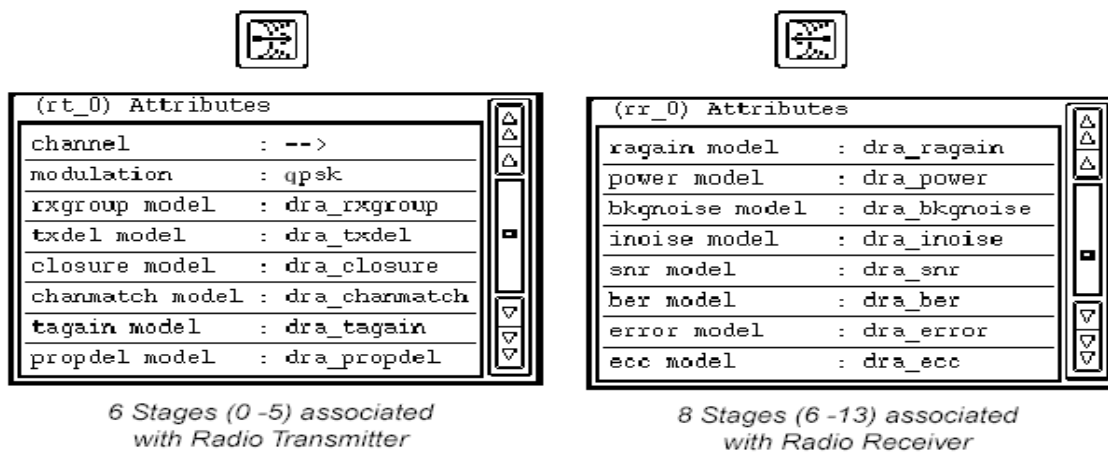 (rt_0) Attributes
channel : -->
modulation : qpsk
rxgroup model : dra_rxgroup
txdel model : dra_txdel
closure model : dra_closure
chanmatch model : dra_chanmatch
tagain model : dra_tagain
propdel model : dra_propdel
6 Stages (0 -5) associated
with Radio Transmitter
(rr_0) Attributes
ragain model : dra_ragain
power model : dra_power
bkgnoise model : dra_bkgnoise
inoise model : dra_inoise
snr model : dra_snr
ber model : dra_ber
error model : dra_error
ecc model : dra_ecc
8 Stages (6 -13) associated
with Radio Receiver